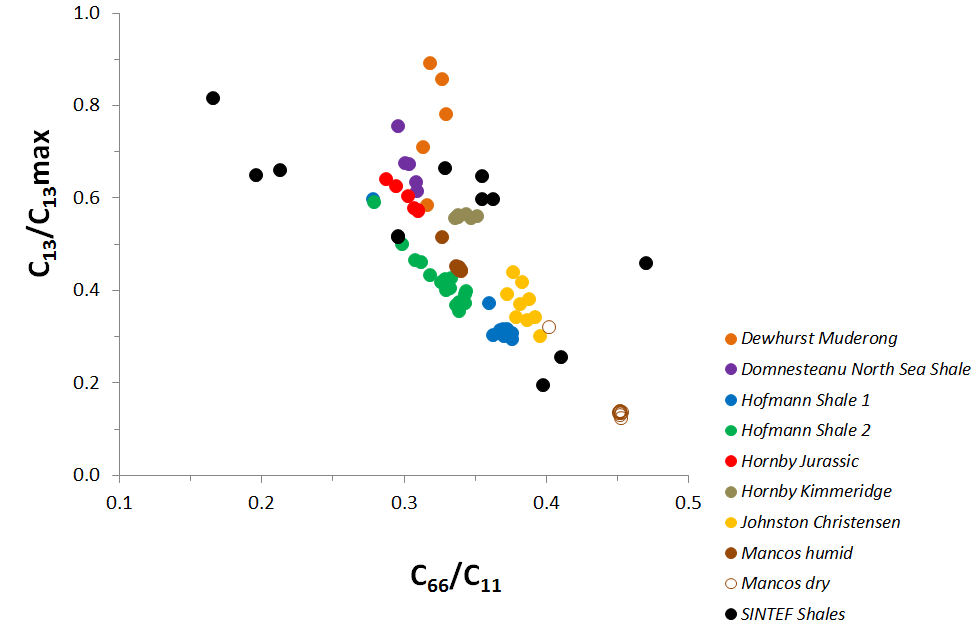 1.0
0.8
0.6
0.4
0.2
0.0
C₁₃/C₁₃max
0.1 0.2 0.3 0.4 0.5
C₆₆/C₁₁
Dewhurst Muderong
Domnesteanu North Sea Shale
Hofmann Shale 1
Hofmann Shale 2
Hornby Jurassic
Hornby Kimmeridge
Johnston Christensen
Mancos humid
Mancos dry
SINTEF Shales